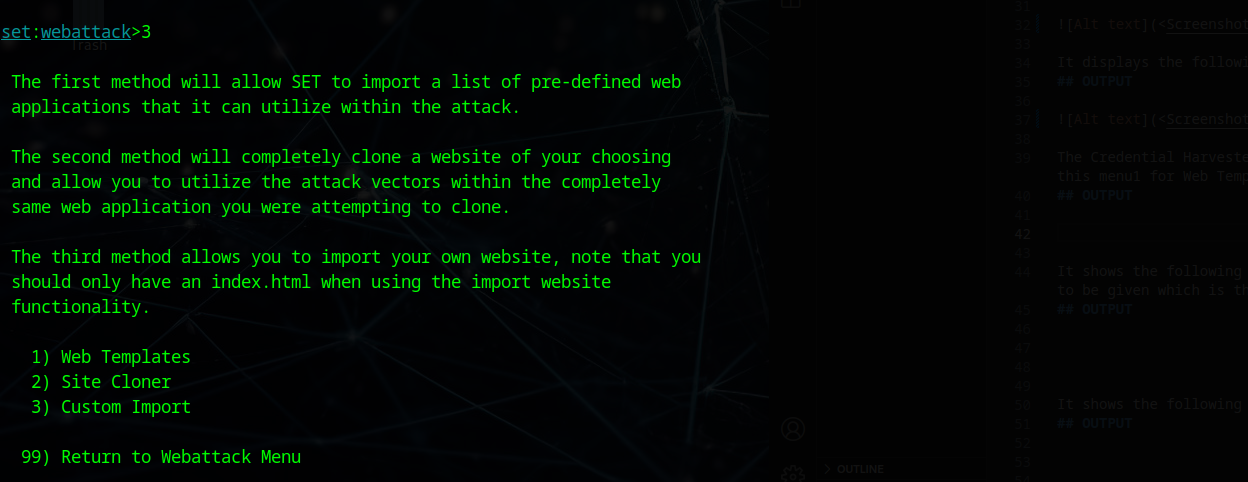 set:webattack>3
Trash
The first method will allow SET to import a list of pre-defined web
applications that it can utilize within the attack.
The second method will completely clone a website of your choosing
and allow you to utilize the attack vectors within the completely
same web application you were attempting to clone.
The third method allows you to import your own website, note that you
should only have an index.html when using the import website
functionality.
1) Web Templates
2) Site Cloner
3) Custom Import
99) Return to Webattack Menu
31
32 ![Alt text](<Screenshot
33
34 It displays the followi
35 ## OUTPUT
36
37 ![Alt text](<Screenshot
38
39 The Credential Harveste
this menu1 for Web Temp
40 ## OUTPUT
41
42
43
44 It shows the following
to be given which is th
45 ## OUTPUT
46
47
48
49
50 It shows the following
51 ## OUTPUT
52
53
OUTLINE